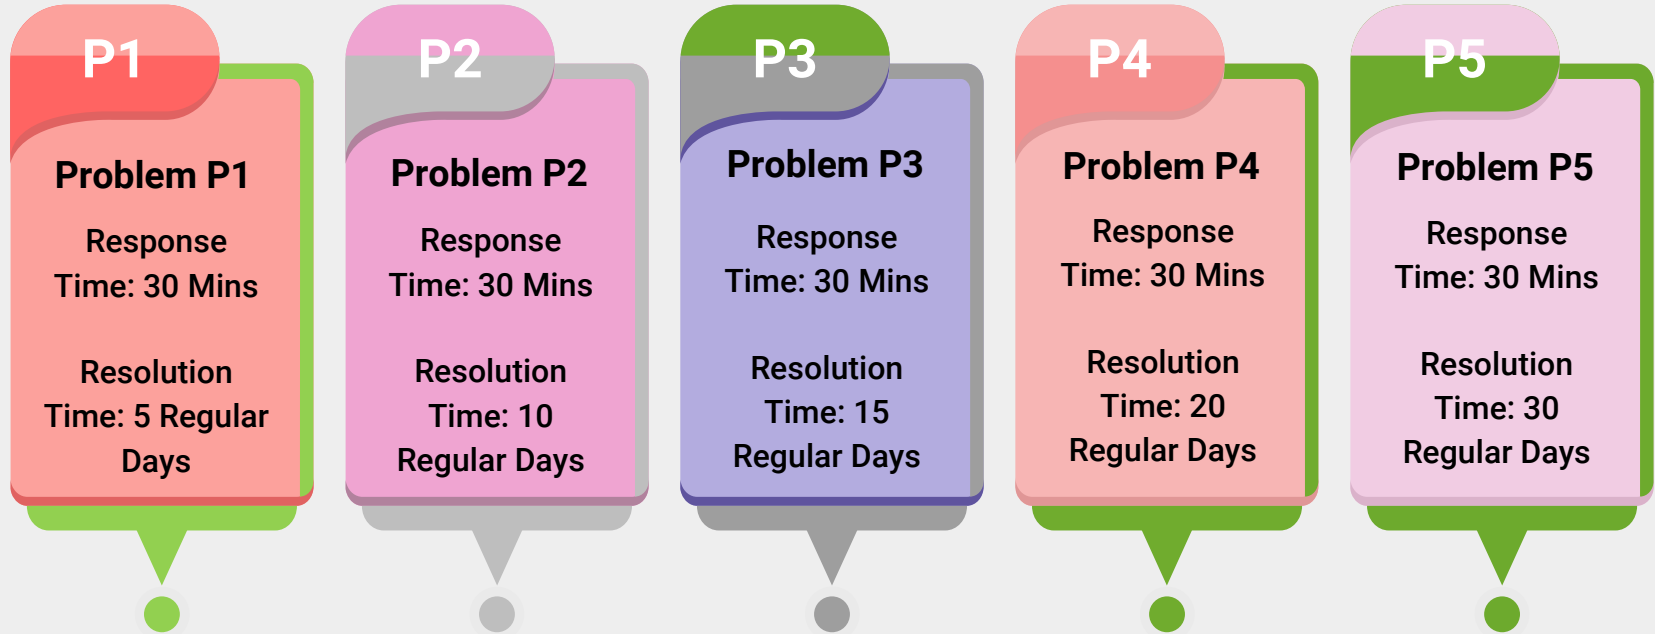 P1
Problem P1
Response
Time: 30 Mins
Resolution
Time: 5 Regular
Days
P2
Problem P2
Response
Time: 30 Mins
Resolution
Time: 10
Regular Days
P3
Problem P3
Response
Time: 30 Mins
Resolution
Time: 15
Regular Days
P4
Problem P4
Response
Time: 30 Mins
Resolution
Time: 20
Regular Days
P5
Problem P5
Response
Time: 30 Mins
Resolution
Time: 30
Regular Days